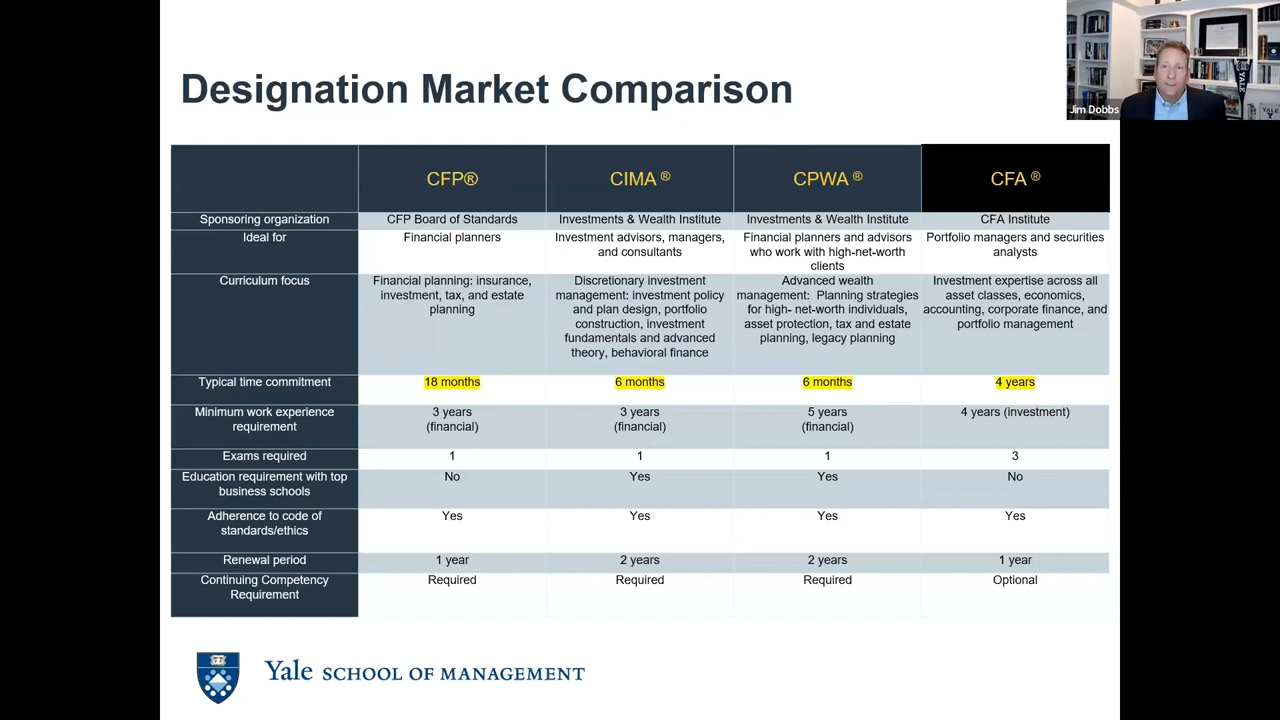 Designation Market Comparison
Jim Dobbs
CFP® CIMA ® CPWA ® CFA ®
Sponsoring organization CFP Board of Standards Investments & Wealth Institute Investments & Wealth Institute CFA Institute
Ideal for Financial planners Investment advisors, managers, Financial planners and advisors Portfolio managers and securities
and consultants who work with high-net-worth analysts
clients
Curriculum focus Financial planning: insurance, Discretionary investment Advanced wealth Investment expertise across all
investment, tax, and estate management: investment policy management: Planning strategies asset classes, economics,
planning and plan design, portfolio for high- net-worth individuals, accounting, corporate finance, and
construction, investment asset protection, tax and estate portfolio management
fundamentals and advanced planning, legacy planning
theory, behavioral finance
Typical time commitment 18 months 6 months 6 months 4 years
Minimum work experience 3 years 3 years 5 years 4 years (investment)
requirement (financial) (financial) (financial)
Exams required 1 1 1 3
Education requirement with top No Yes Yes No
business schools
Adherence to code of Yes Yes Yes Yes
standards/ethics
Renewal period 1 year 2 years 2 years 1 year
Continuing Competency Required Required Required Optional
Requirement
Yale SCHOOL OF MANAGEMENT
YALE
YALE